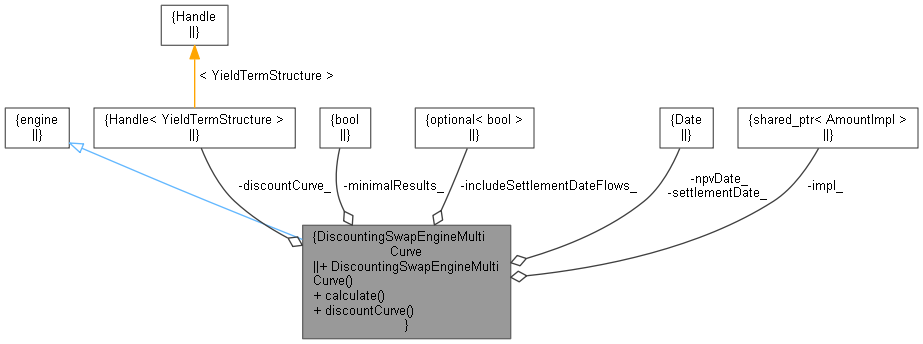 {Handle
||}
< YieldTermStructure >
{engine
||}
{Handle< YieldTermStructure >
||}
{bool
||}
{optional< bool >
||}
{Date
||}
{shared_ptr< AmountImpl >
||}
-discountCurve_
-minimalResults_
-includeSettlementDateFlows_
-npvDate_
-settlementDate_
-impl_
{DiscountingSwapEngineMulti
Curve
||+ DiscountingSwapEngineMulti
Curve()
+ calculate()
+ discountCurve()
}